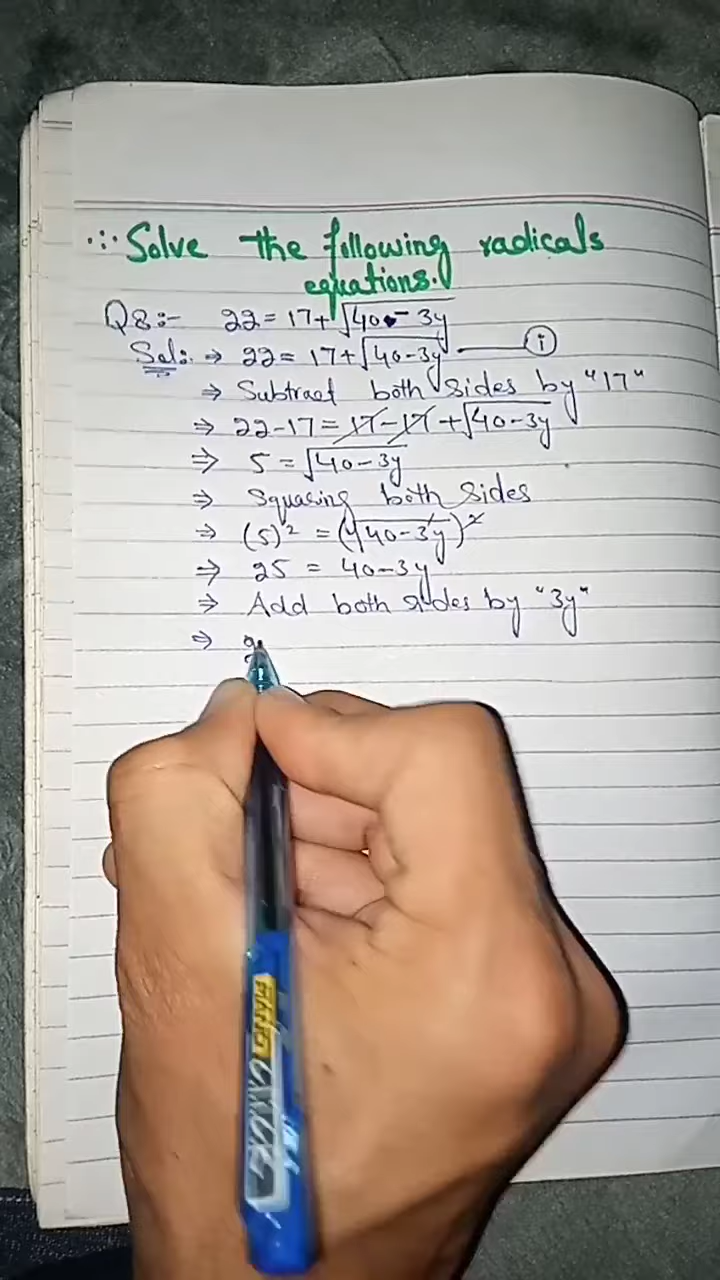 ∴ Solve the following radicals
equations.
Q8:- 22 = 17 + √40 - 3y
Sol:- ⇒ 22 = 17 + √40-3y — (i)
⇒ Subtract both sides by "17"
⇒ 22-17 = 17-17 + √40-3y
⇒ 5 = √40-3y
⇒ Squaring both sides
⇒ (5)² = (√40-3y)²
⇒ 25 = 40-3y
⇒ Add both sides by "3y"
⇒ 2
PIANO